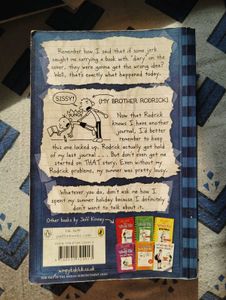 Remember how I said that if some jerk
caught me carrying a book with "diary" on the
cover, they were gonna get the wrong idea?
Well, that's exactly what happened today.
SISSY!
(MY BROTHER RODRICK)
Now that Rodrick
knows I have another
journal, I'd better
remember to keep
this one locked up. Rodrick actually got hold
of my last journal . . . But don't even get me
started on THAT story. Even without my
Rodrick problems, my summer was pretty lousy.
Whatever you do, don't ask me how I
spent my summer holiday because I definitely
don't want to talk about it.
Other books by Jeff Kinney
wimpykidclub.co.uk